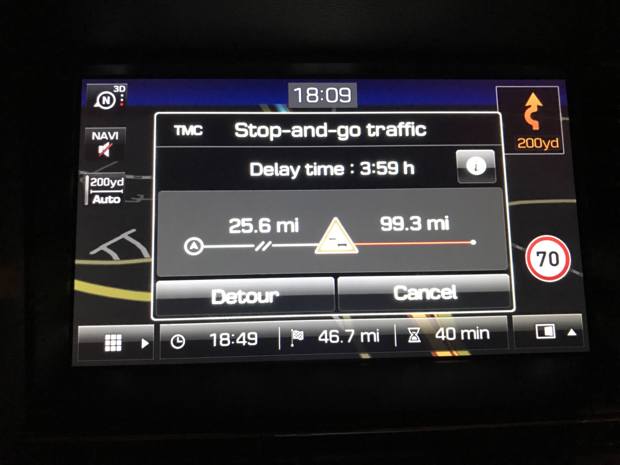 3D
N
18:09
NAVI
200yd
Auto
TMC Stop-and-go traffic
Delay time : 3:59 h
i
200yd
25.6 mi 99.3 mi
A
70
Detour Cancel
18:49 46.7 mi 40 min